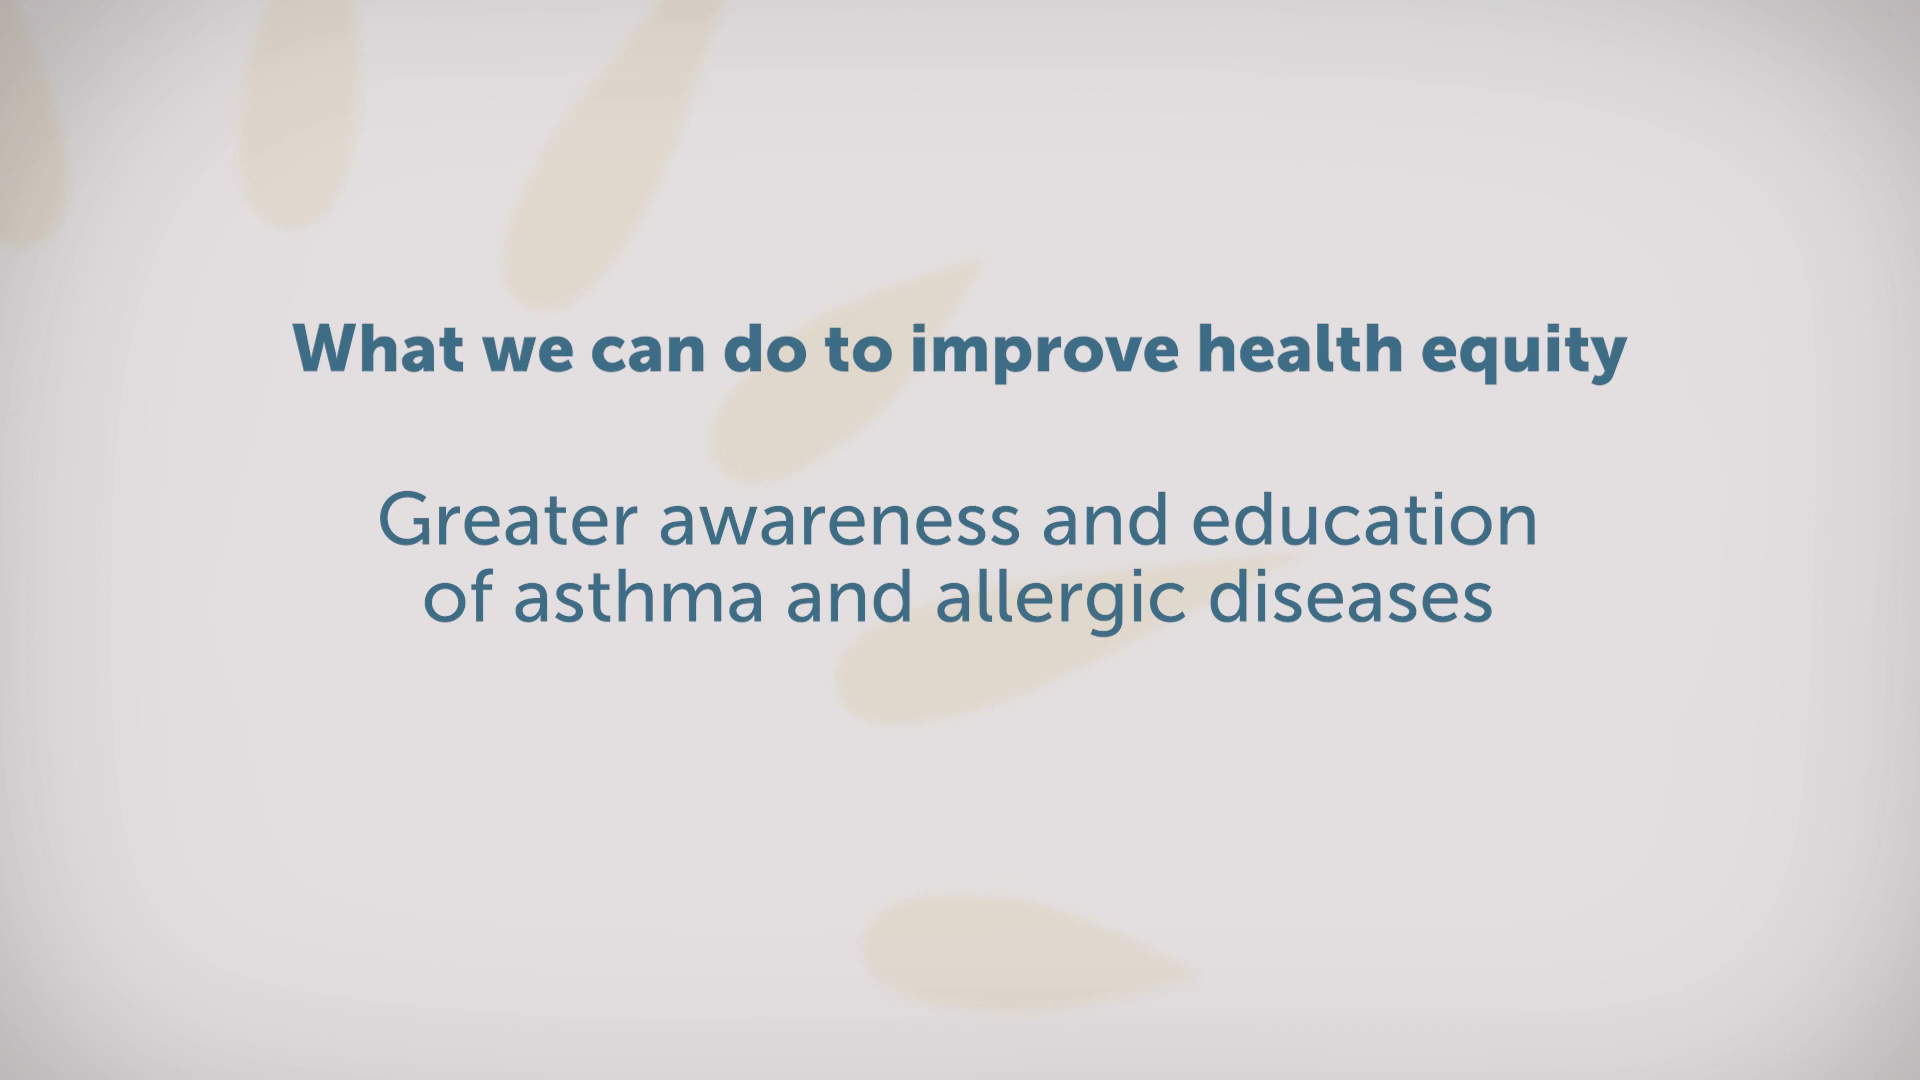 What we can do to improve health equity
Greater awareness and education
of asthma and allergic diseases